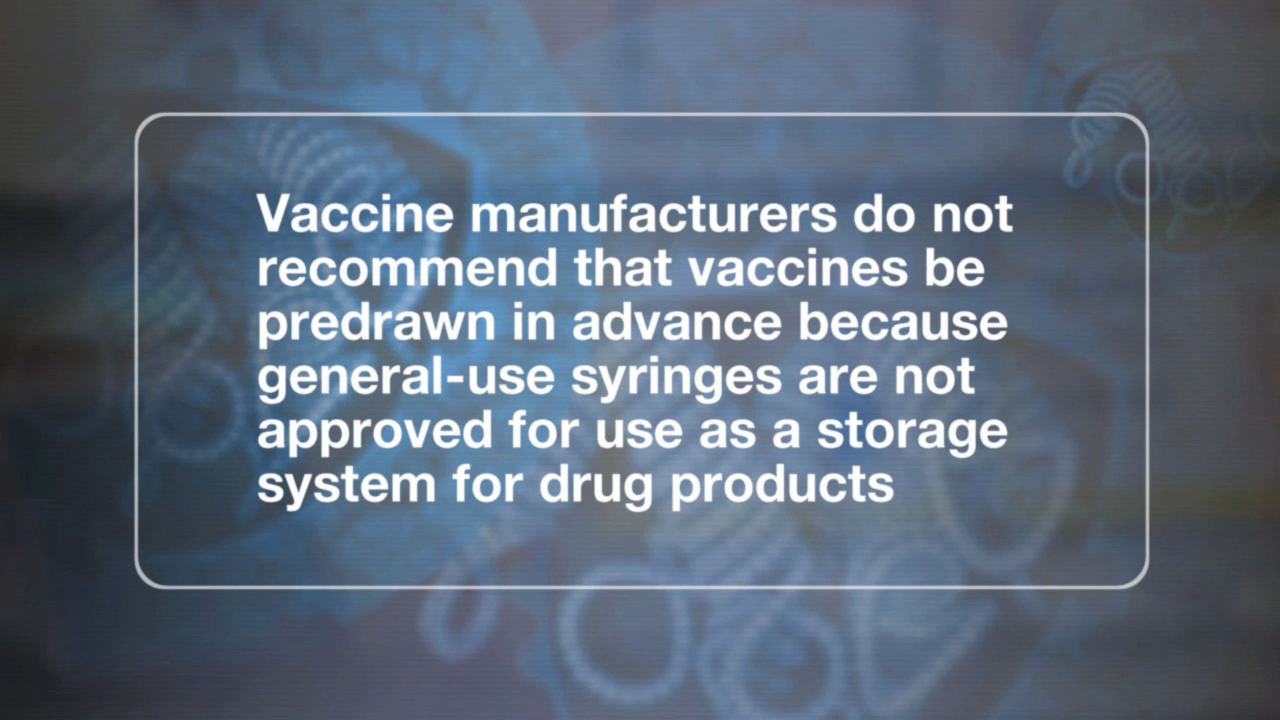 Vaccine manufacturers do not
recommend that vaccines be
predrawn in advance because
general-use syringes are not
approved for use as a storage
system for drug products